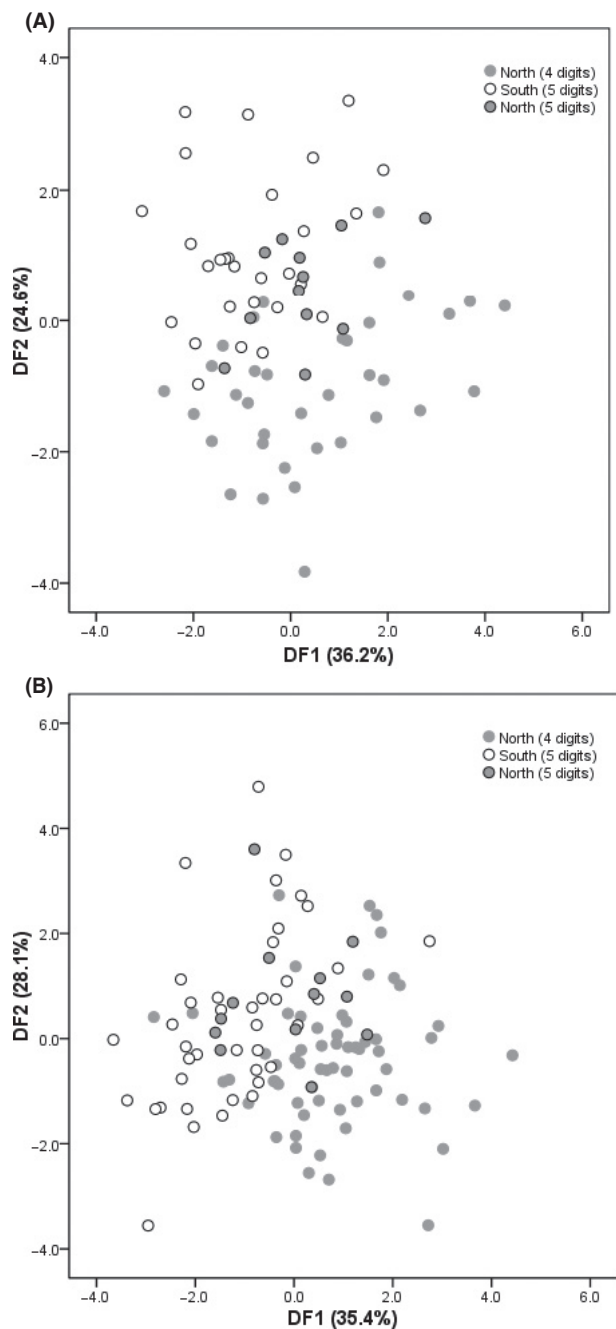 (A)
4.0
2.0
0.0
−2.0
−4.0
DF2 (24.6%)
North (4 digits)
South (5 digits)
North (5 digits)
−4.0 −2.0 0.0 2.0 4.0 6.0
DF1 (36.2%)
(B)
6.0
4.0
2.0
0.0
−2.0
−4.0
DF2 (28.1%)
North (4 digits)
South (5 digits)
North (5 digits)
−4.0 −2.0 0.0 2.0 4.0 6.0
DF1 (35.4%)